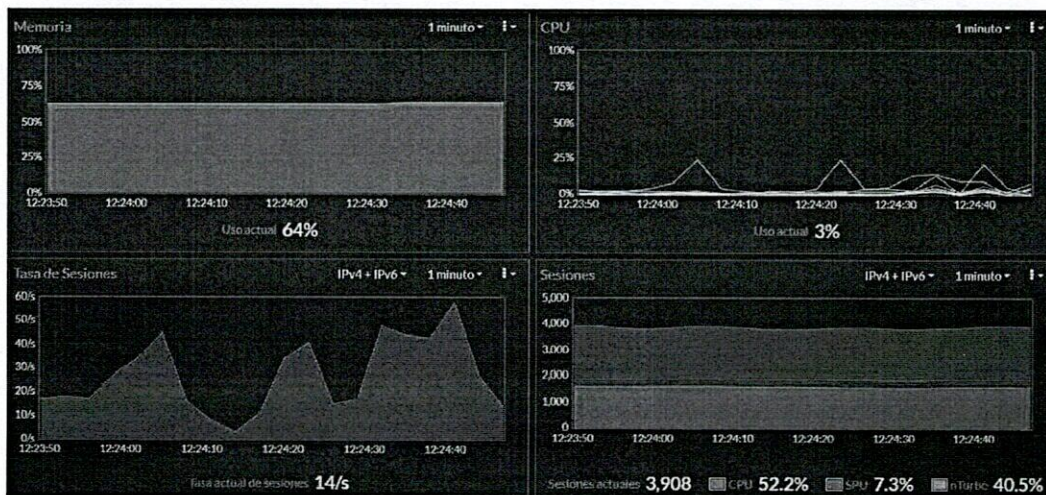 Memoria
1 minuto
100%
75%
50%
25%
0%
12:23:50 12:24:00 12:24:10 12:24:20 12:24:30 12:24:40
Uso actual 64%
CPU
1 minuto
100%
75%
50%
25%
0%
12:23:50 12:24:00 12:24:10 12:24:20 12:24:30 12:24:40
Uso actual 3%
Tasa de Sesiones
IPv4 + IPv6 1 minuto
60/s
50/s
40/s
30/s
20/s
10/s
0/s
12:23:50 12:24:00 12:24:10 12:24:20 12:24:30 12:24:40
Tasa actual de sesiones 14/s
Sesiones
IPv4 + IPv6 1 minuto
5,000
4,000
3,000
2,000
1,000
0
12:23:50 12:24:00 12:24:10 12:24:20 12:24:30 12:24:40
Sesiones actuales 3,908 CPU 52.2% SPU 7.3% nTurbo 40.5%